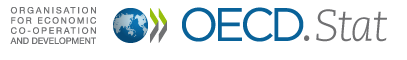 ORGANISATION
FOR ECONOMIC
CO-OPERATION
AND DEVELOPMENT
OECD.Stat